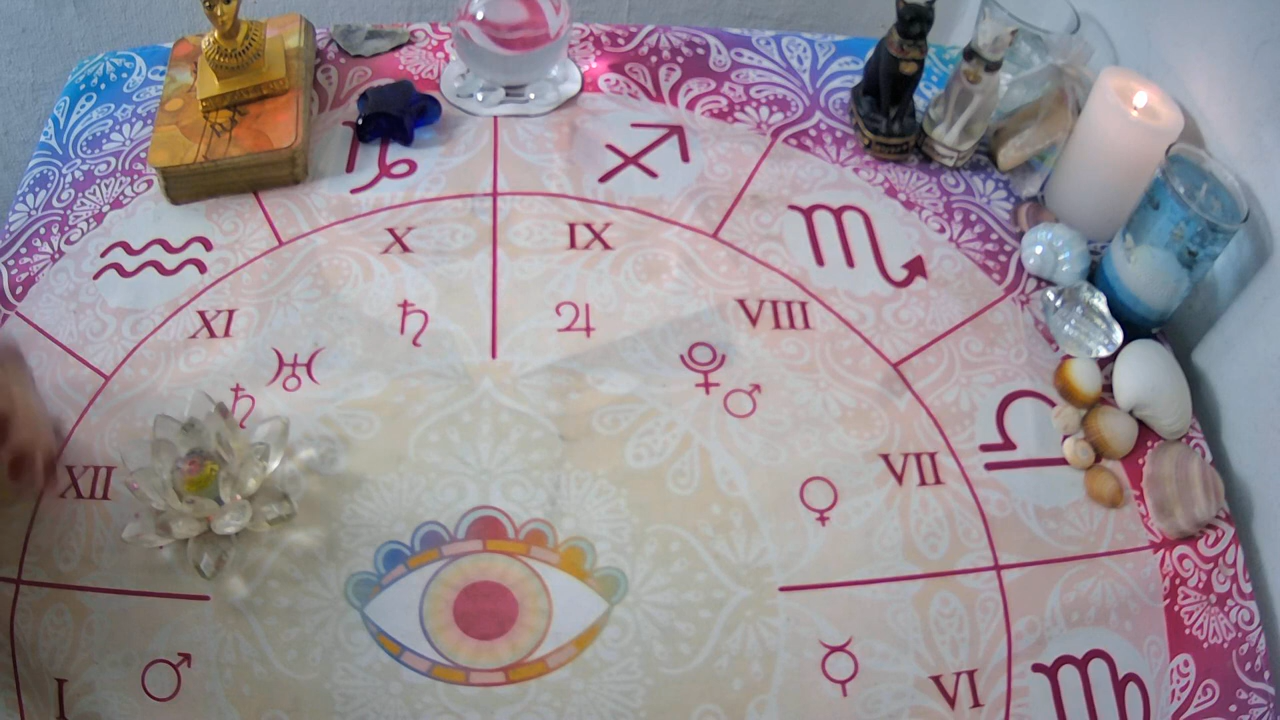 ♑ ♐
♒ X IX ♏
XI ♄ ♃ VIII
♅ ♇
♄ ♂
XII ♀ VII ♎
I ♂ ☿ VI ♍